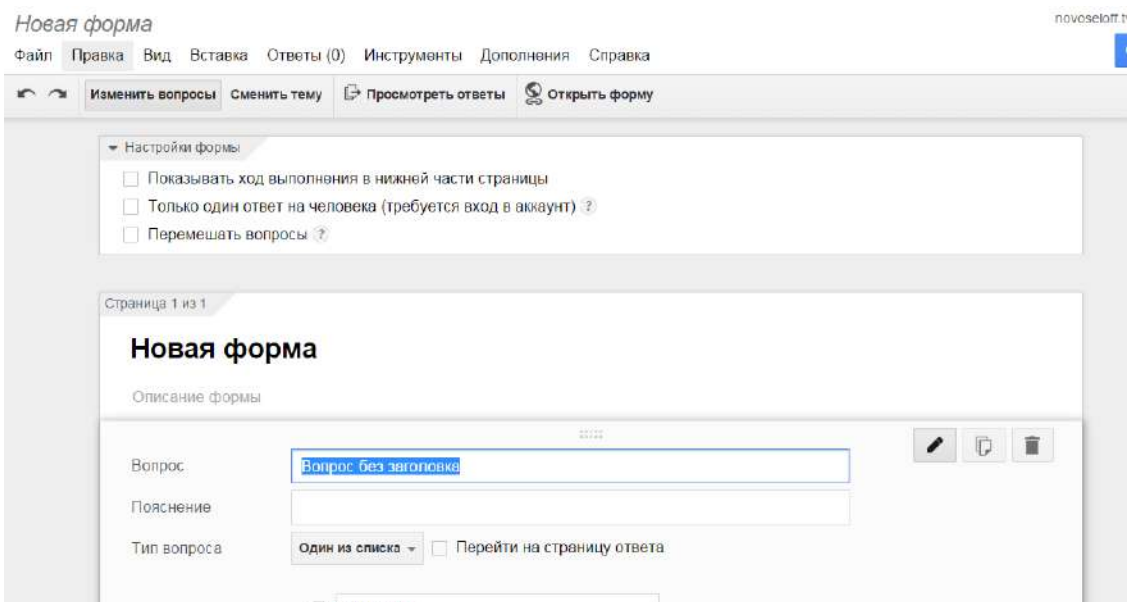 Новая форма
novoseloff.tv
Файл Правка Вид Вставка Ответы (0) Инструменты Дополнения Справка
Изменить вопросы Сменить тему Просмотреть ответы Открыть форму
Настройки формы
Показывать ход выполнения в нижней части страницы
Только один ответ на человека (требуется вход в аккаунт) ?
Перемешать вопросы ?
Страница 1 из 1
Новая форма
Описание формы
Вопрос Вопрос без заголовка
Пояснение
Тип вопроса Один из списка Перейти на страницу ответа